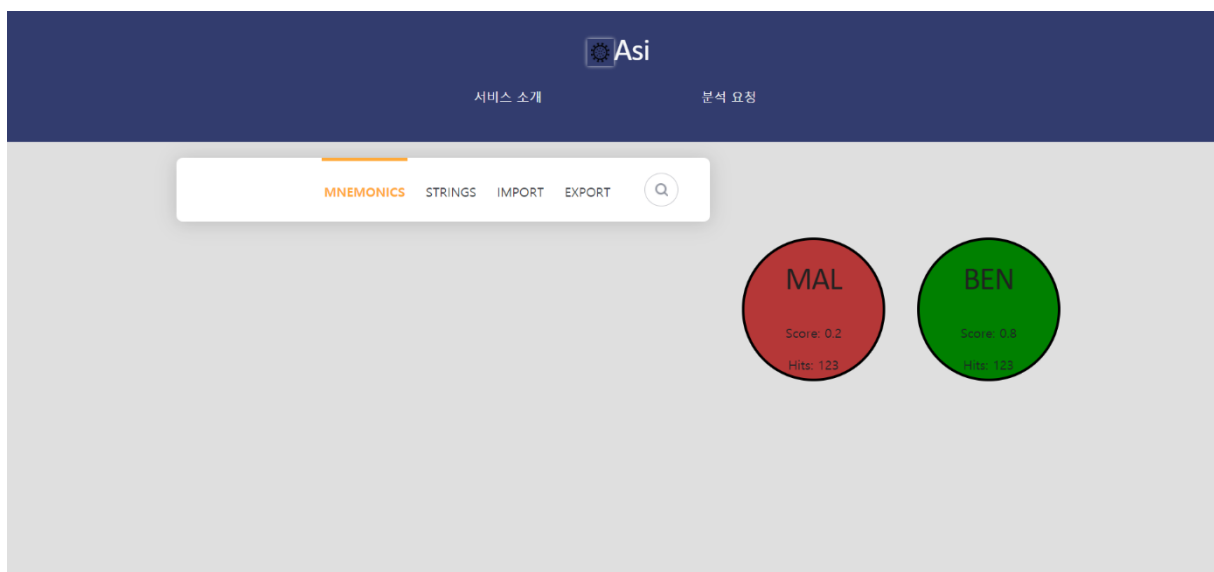 Asi
서비스 소개 분석 요청
MNEMONICS STRINGS IMPORT EXPORT
MAL
Score: 0.2
Hits: 123
BEN
Score: 0.8
Hits: 123